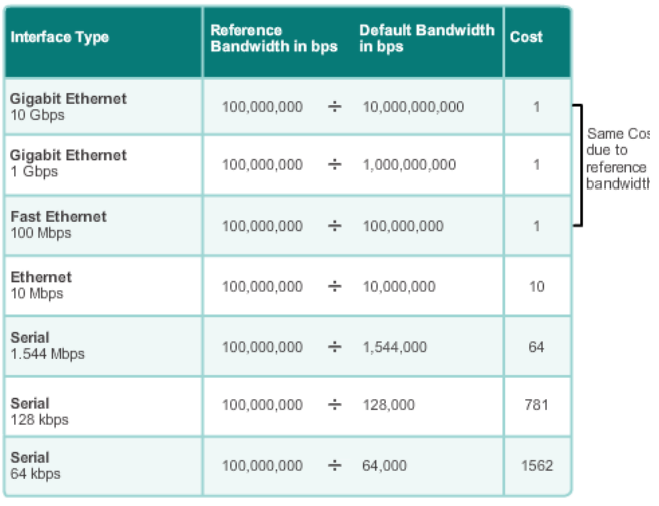 Interface Type
Reference
Bandwidth in bps
Default Bandwidth
in bps
Cost
Gigabit Ethernet
10 Gbps
100,000,000 ÷ 10,000,000,000
1
Gigabit Ethernet
1 Gbps
100,000,000 ÷ 1,000,000,000
1
Fast Ethernet
100 Mbps
100,000,000 ÷ 100,000,000
1
Same Cos
due to
reference
bandwidth
Ethernet
10 Mbps
100,000,000 ÷ 10,000,000
10
Serial
1.544 Mbps
100,000,000 ÷ 1,544,000
64
Serial
128 kbps
100,000,000 ÷ 128,000
781
Serial
64 kbps
100,000,000 ÷ 64,000
1562